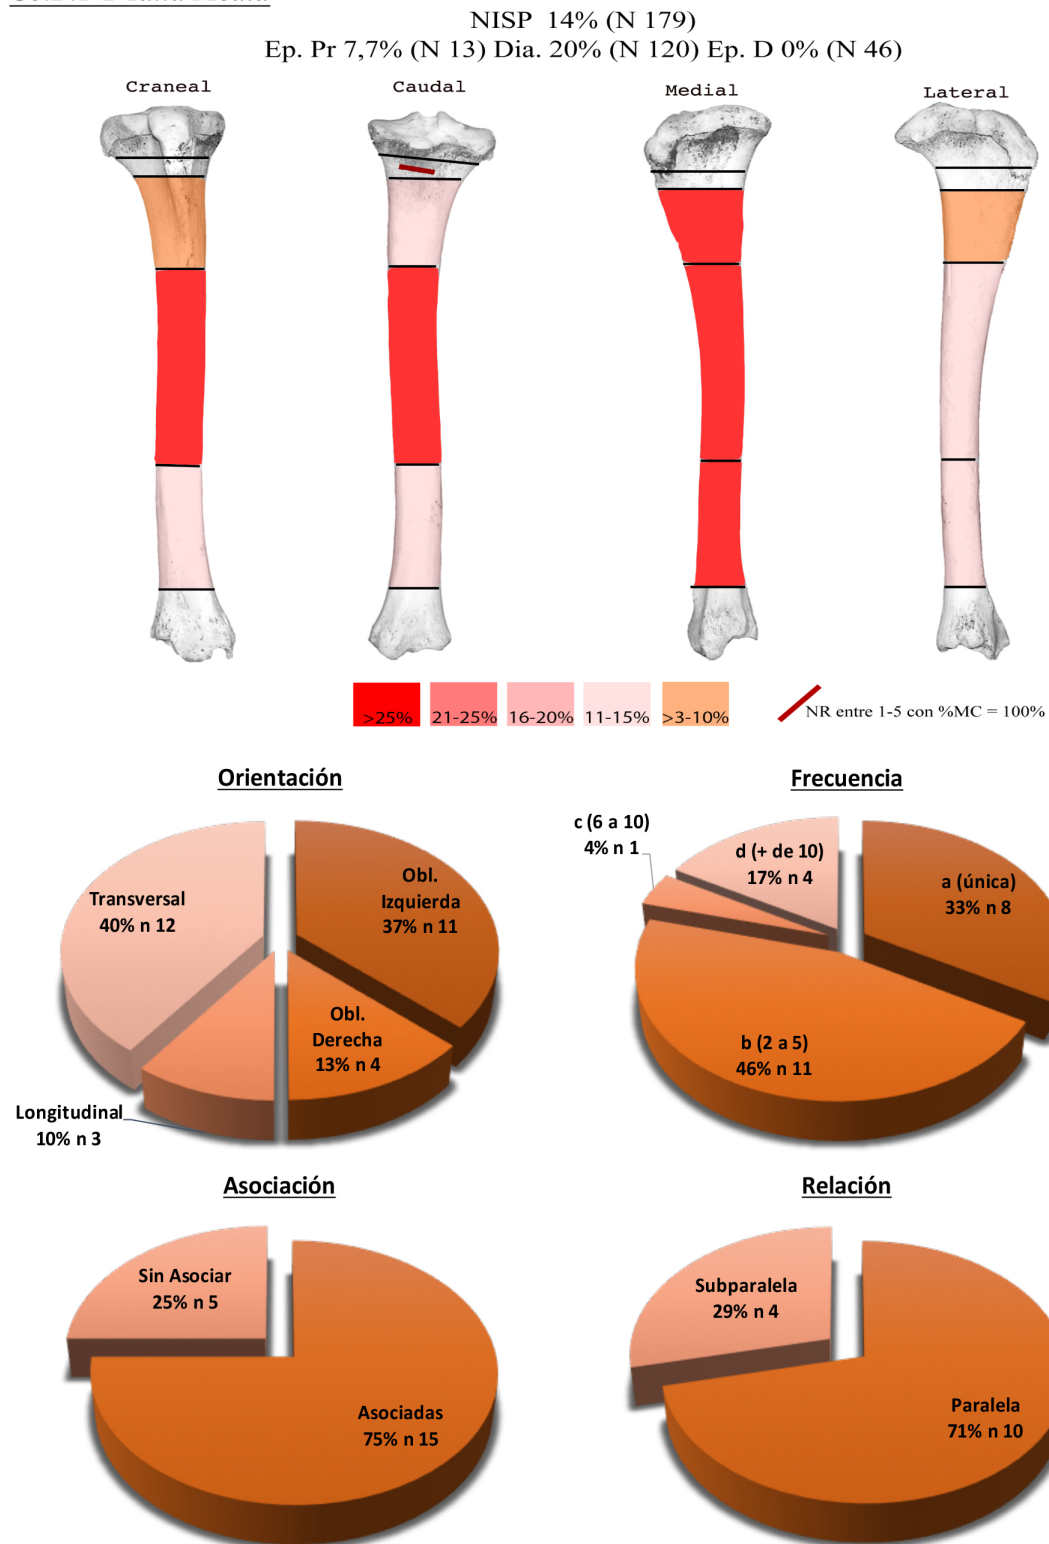 NISP 14% (N 179)
Ep. Pr 7,7% (N 13) Dia. 20% (N 120) Ep. D 0% (N 46)
Craneal
Caudal
Medial
Lateral
>25%
21-25%
16-20%
11-15%
>3-10%
NR entre 1-5 con %MC = 100%
Orientación
Transversal
40% n 12
Obl.
Izquierda
37% n 11
Obl.
Derecha
13% n 4
Longitudinal
10% n 3
Frecuencia
c (6 a 10)
4% n 1
d (+ de 10)
17% n 4
a (única)
33% n 8
b (2 a 5)
46% n 11
Asociación
Sin Asociar
25% n 5
Asociadas
75% n 15
Relación
Subparalela
29% n 4
Paralela
71% n 10